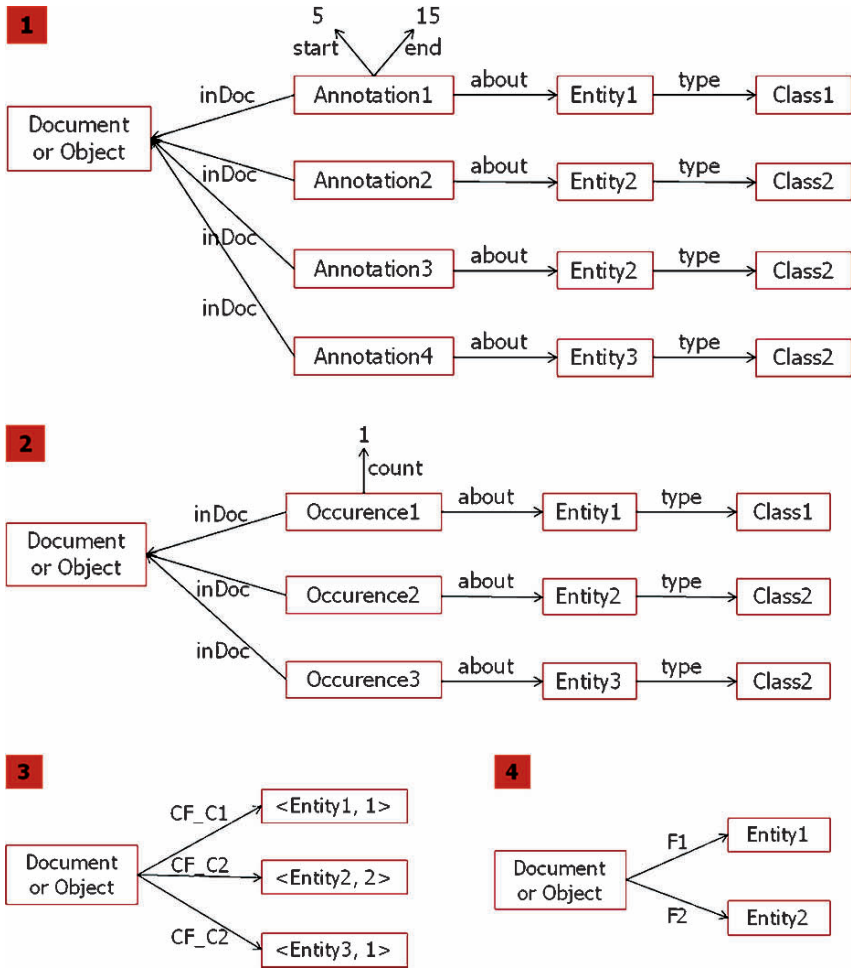 1
5 15
start end
inDoc Annotation1 about Entity1 type Class1
Document
or Object
inDoc Annotation2 about Entity2 type Class2
inDoc Annotation3 about Entity2 type Class2
inDoc Annotation4 about Entity3 type Class2
2
1
count
inDoc Occurence1 about Entity1 type Class1
Document
or Object
inDoc Occurence2 about Entity2 type Class2
inDoc Occurence3 about Entity3 type Class2
3
CF_C1 <Entity1, 1>
Document
or Object
CF_C2 <Entity2, 2>
CF_C2 <Entity3, 1>
4
F1 Entity1
Document
or Object
F2 Entity2